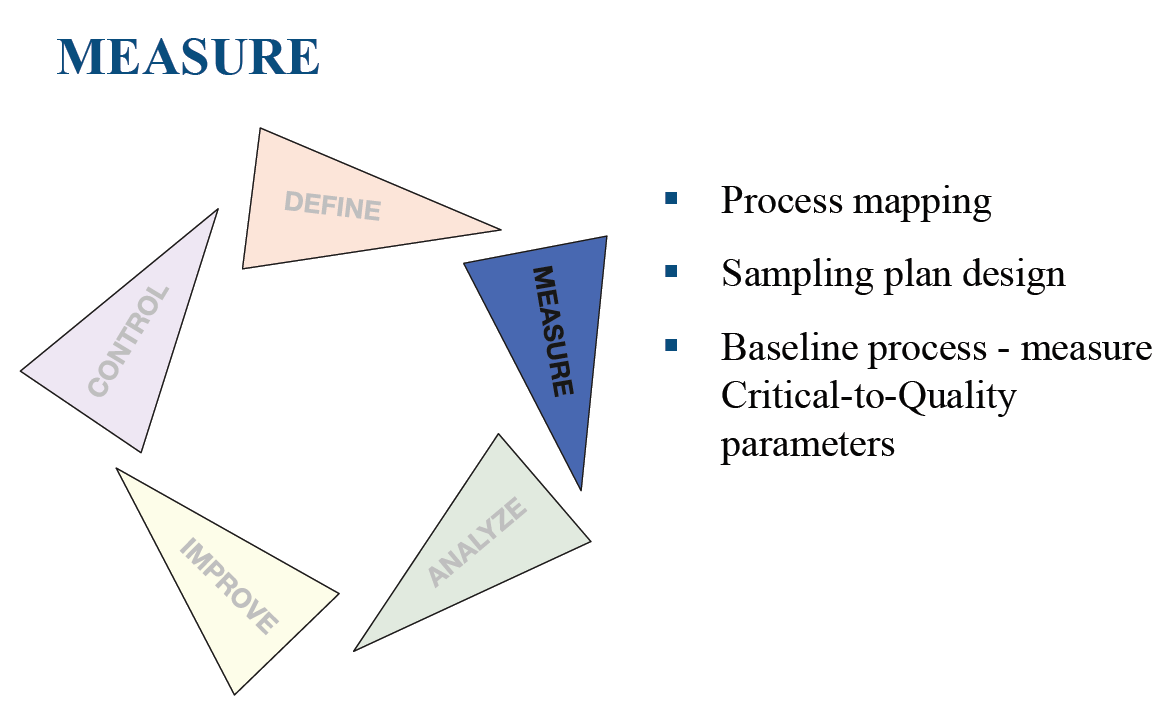 MEASURE
DEFINE
MEASURE
ANALYZE
IMPROVE
CONTROL
Process mapping
Sampling plan design
Baseline process - measure
Critical-to-Quality
parameters